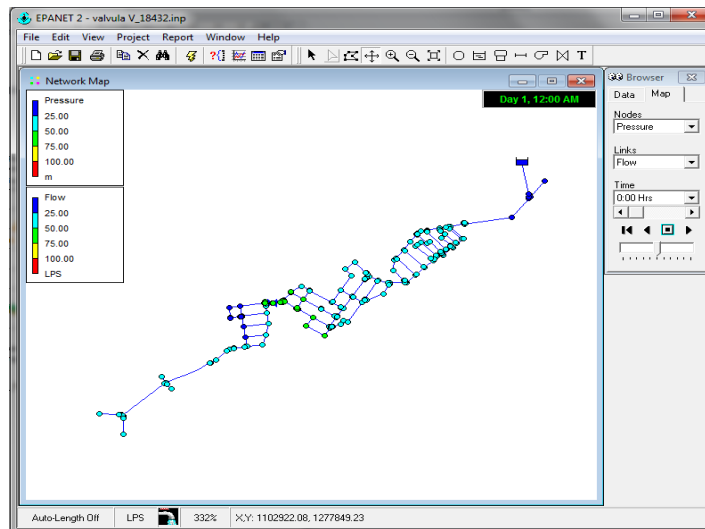 EPANET 2 - valvula V_18432.inp
File Edit View Project Report Window Help
T
Network Map
Day 1, 12:00 AM
Pressure
25.00
50.00
75.00
100.00
m
Flow
25.00
50.00
75.00
100.00
LPS
Browser
Data Map
Nodes
Pressure
Links
Flow
Time
0:00 Hrs
Auto-Length Off LPS 332% X,Y: 1102922.08, 1277849.23